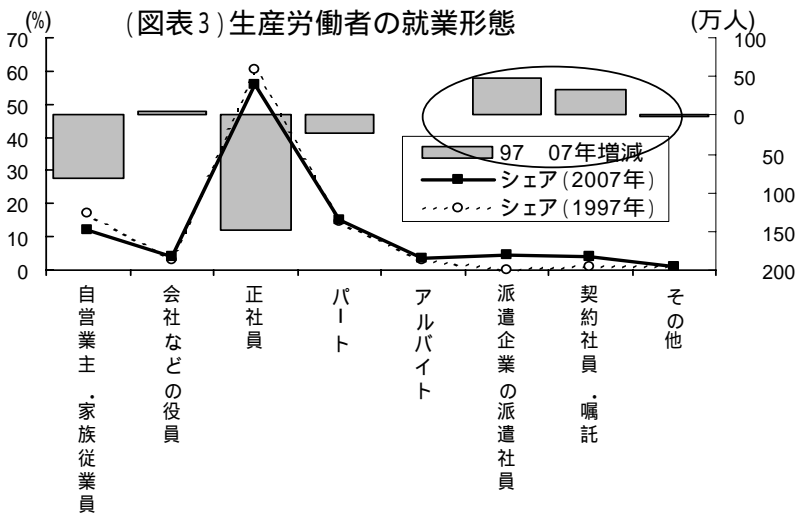 (%)
(図表3)生産労働者の就業形態
(万人)
70
60
50
40
30
20
10
0
100
50
0
50
100
150
200
97 07年増減
シェア(2007年)
シェア(1997年)
自営業主・家族従業員
会社などの役員
正社員
パート
アルバイト
派遣企業の派遣社員
契約社員・嘱託
その他